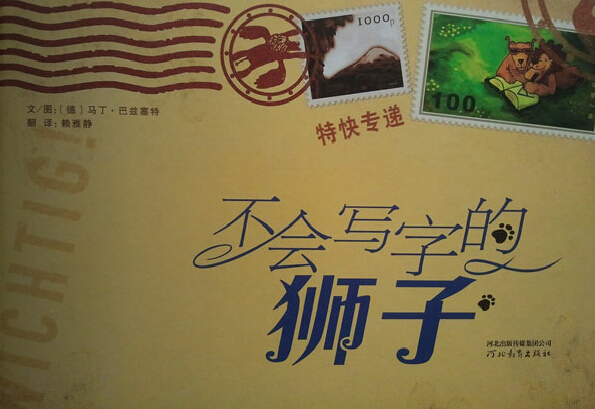 1000p
100
文/图:[德]马丁·巴兹塞特
翻译:赖雅静
特快专递
WICHTIG!
不会写字的
狮子
河北出版传媒集团公司
河北教育出版社